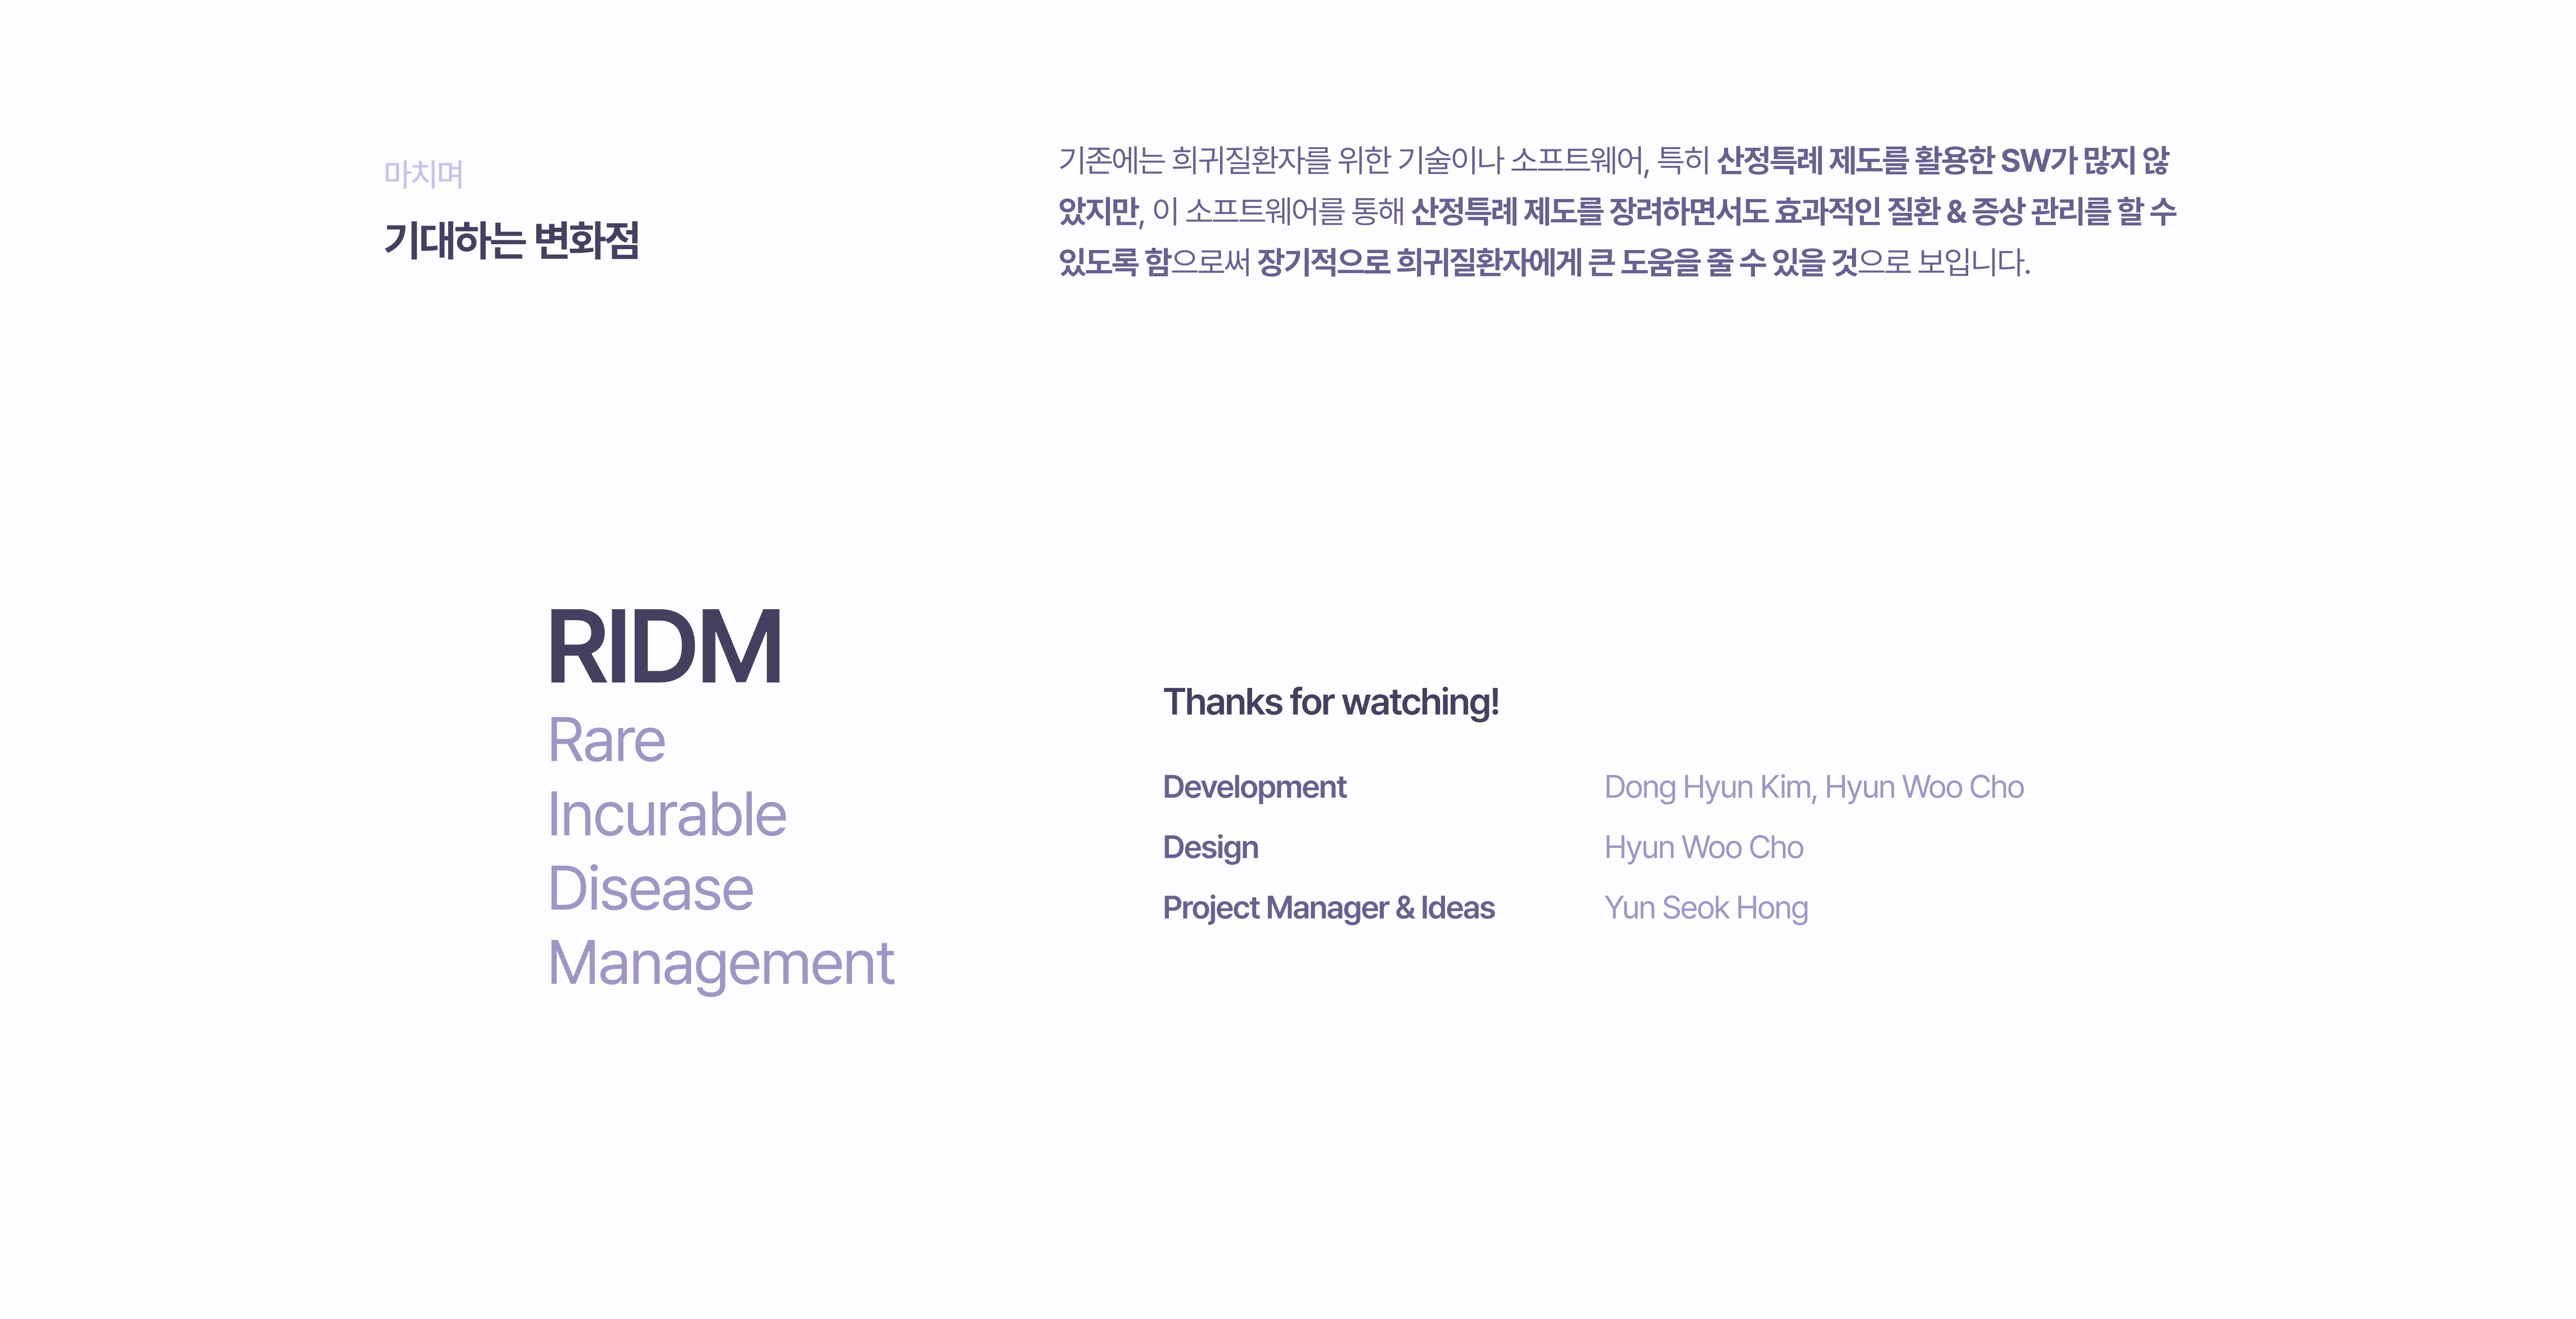 마치며
기대하는 변화점
기존에는 희귀질환자를 위한 기술이나 소프트웨어, 특히 산정특례 제도를 활용한 SW가 많지 않
았지만, 이 소프트웨어를 통해 산정특례 제도를 장려하면서도 효과적인 질환 & 증상 관리를 할 수
있도록 함으로써 장기적으로 희귀질환자에게 큰 도움을 줄 수 있을 것으로 보입니다.
RIDM
Rare
Incurable
Disease
Management
Thanks for watching!
Development Dong Hyun Kim, Hyun Woo Cho
Design Hyun Woo Cho
Project Manager & Ideas Yun Seok Hong